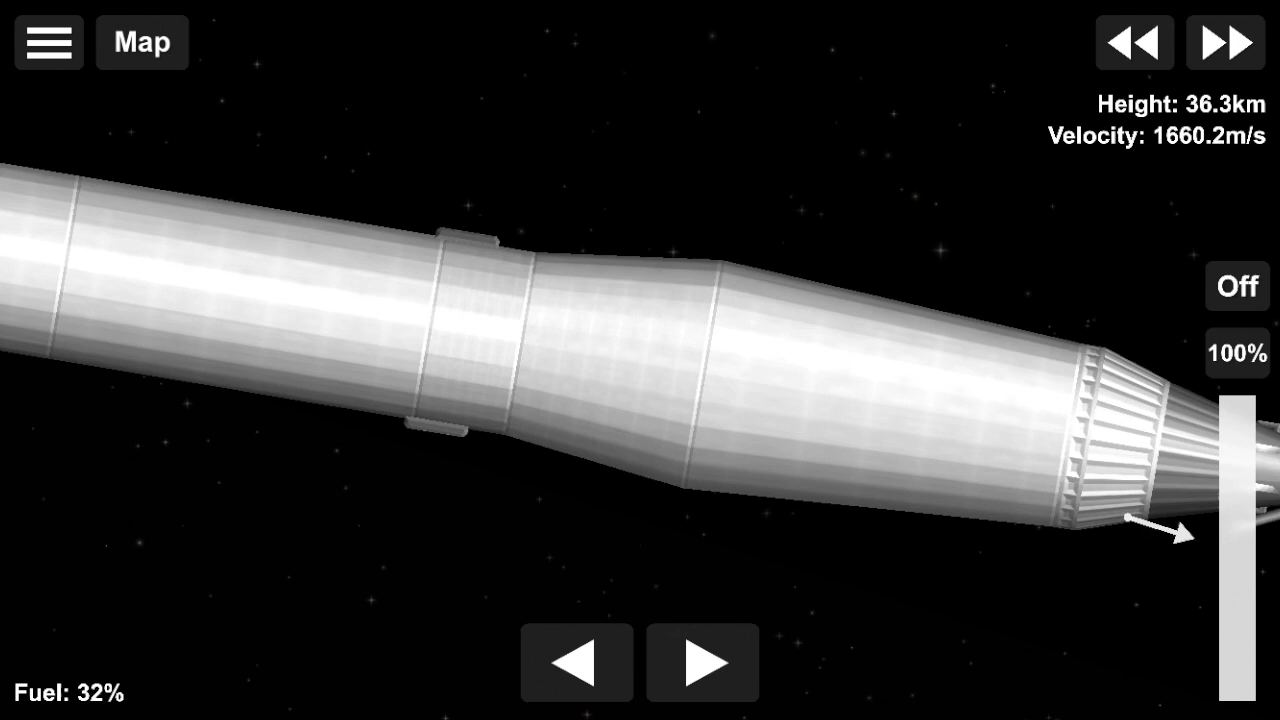 Map
Height: 36.3km
Velocity: 1660.2m/s
Off
100%
Fuel: 32%